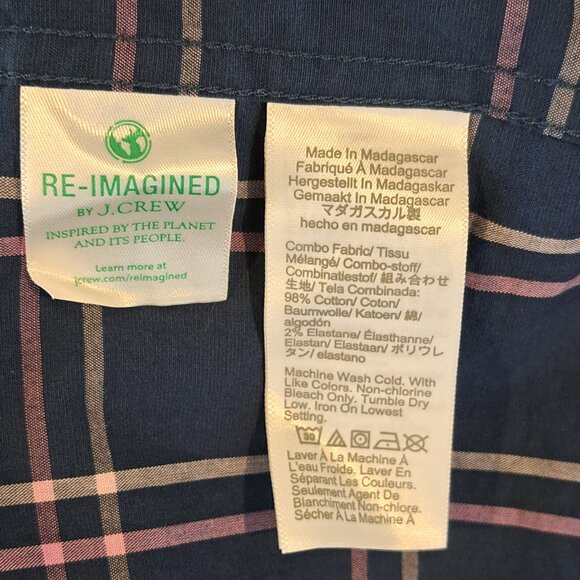 RE-IMAGINED
BY J.CREW
INSPIRED BY THE PLANET
AND ITS PEOPLE.
Learn more at
jcrew.com/reimagined
Made In Madagascar
Fabriqué À Madagascar
Hergestellt In Madagaskar
Gemaakt In Madagascar
マダガスカル製
hecho en madagascar
Combo Fabric/ Tissu
Mélangé/ Combo-stoff/
Combinatiestof/ 組み合わせ
生地/ Tela Combinada:
98% Cotton/ Coton/
Baumwolle/ Katoen/ 綿/
algodón
2% Elastane/ Élasthanne/
Elastan/ Elastaan/ ポリウレ
タン/ elastano
Machine Wash Cold. With
Like Colors. Non-chlorine
Bleach Only. Tumble Dry
Low. Iron On Lowest
Setting.
30
Laver À La Machine À
L'eau Froide. Laver En
Séparant Les Couleurs.
Seulement Agent De
Blanchiment Non-chlorix.
Sécher À La Machine À